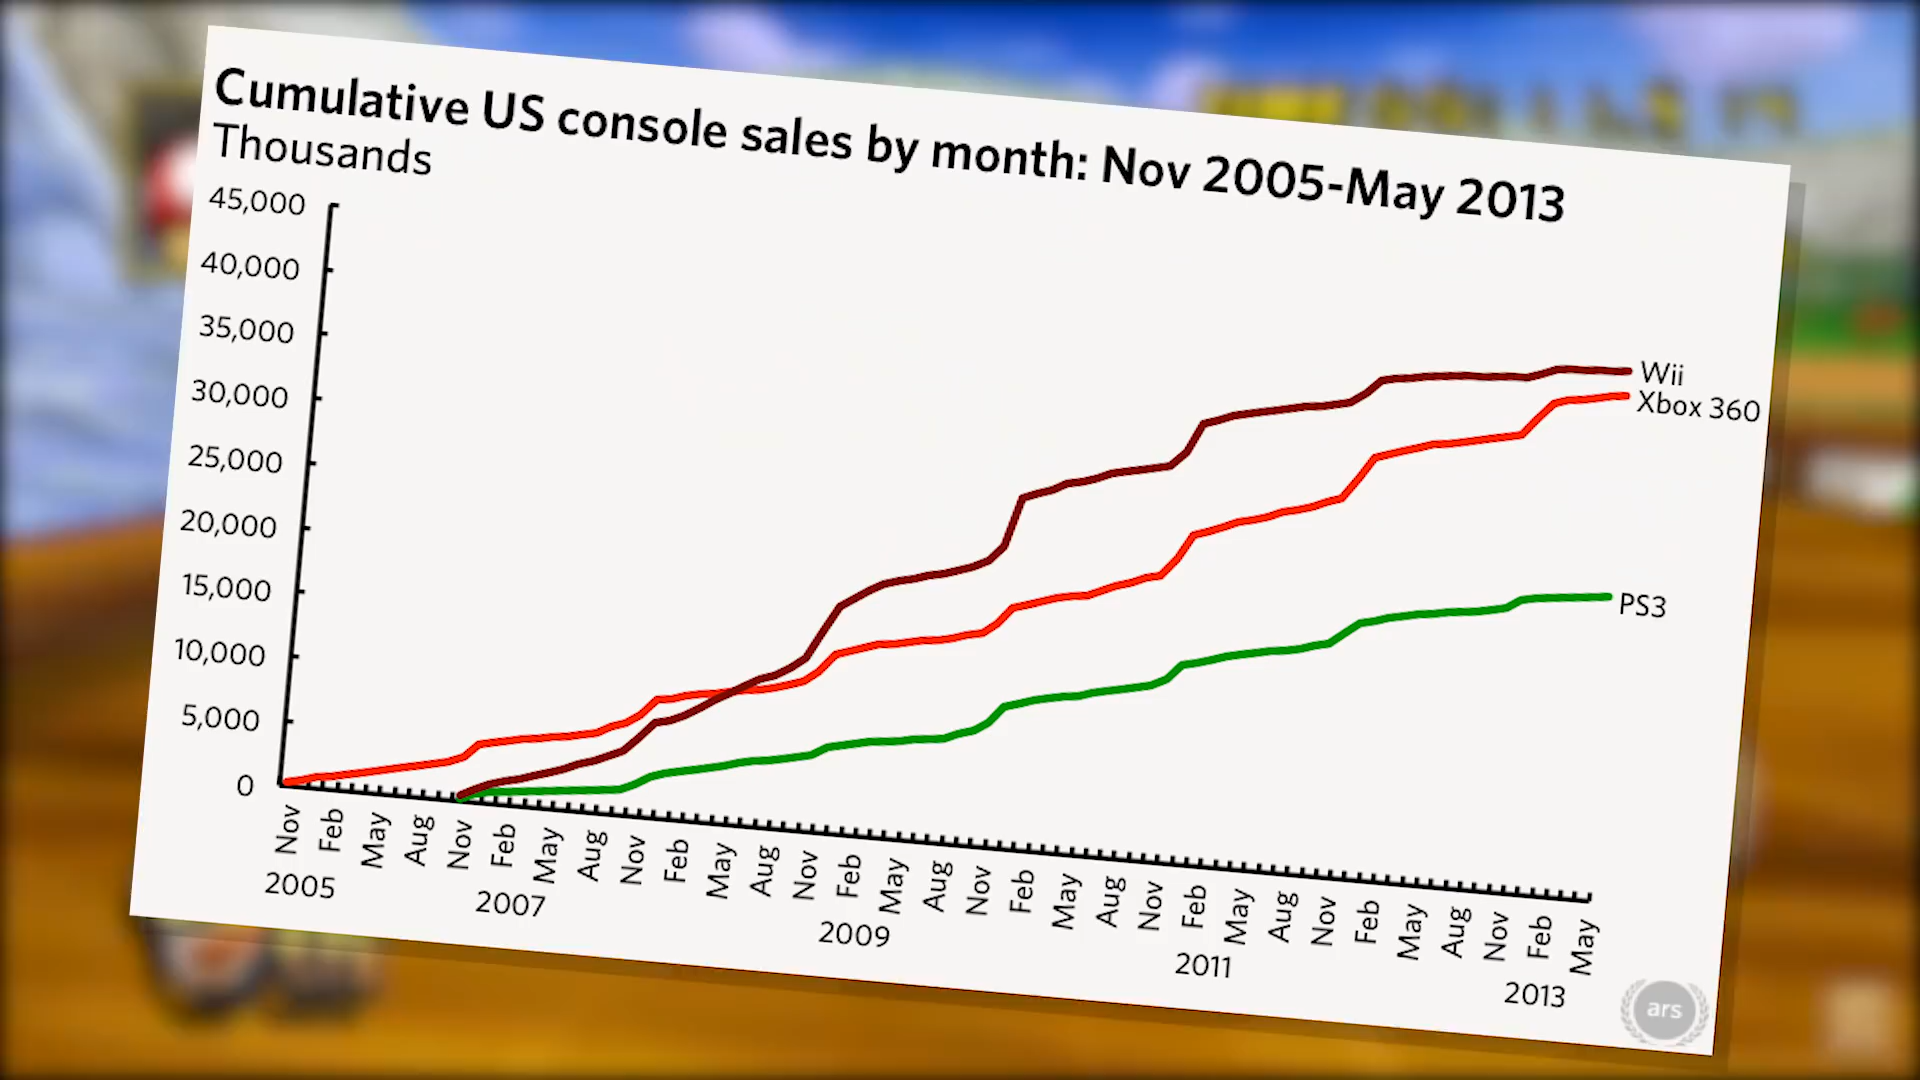 Cumulative US console sales by month: Nov 2005-May 2013
Thousands
45,000
40,000
35,000
30,000
25,000
20,000
15,000
10,000
5,000
0
Wii
Xbox 360
PS3
Nov Feb May Aug Nov Feb May Aug Nov Feb May Aug Nov Feb May Aug Nov Feb May Aug Nov Feb May Aug Nov Feb May Aug Nov Feb May
2005 2007 2009 2011 2013
ars